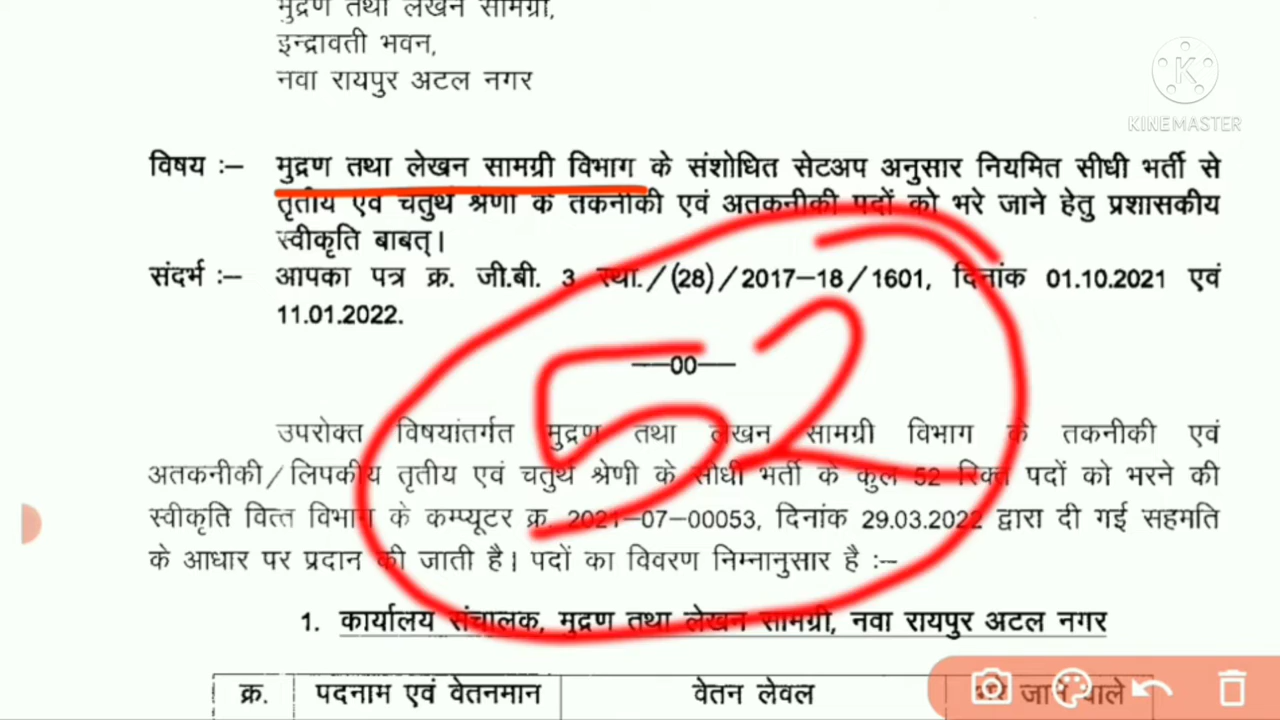 मुद्रण तथा लेखन सामग्री,
इन्द्रावती भवन,
नवा रायपुर अटल नगर
KINEMASTER
विषय :– मुद्रण तथा लेखन सामग्री विभाग के संशोधित सेटअप अनुसार नियमित सीधी भर्ती से
तृतीय एवं चतुर्थ श्रेणी के तकनीकी एवं अतकनीकी पदों को भरे जाने हेतु प्रशासकीय
स्वीकृति बाबत्।
संदर्भ :– आपका पत्र क्र. जी.बी. 3 स्था./(28)/2017–18/1601, दिनांक 01.10.2021 एवं
11.01.2022.
—00—
52
उपरोक्त विषयांतर्गत मुद्रण तथा लेखन सामग्री विभाग के तकनीकी एवं
अतकनीकी/लिपकीय तृतीय एवं चतुर्थ श्रेणी के सीधी भर्ती के कुल 52 रिक्त पदों को भरने की
स्वीकृति वित्त विभाग के कम्प्यूटर क्र. 2021–07–00053, दिनांक 29.03.2022 द्वारा दी गई सहमति
के आधार पर प्रदान की जाती है। पदों का विवरण निम्नानुसार है :–
1. कार्यालय संचालक, मुद्रण तथा लेखन सामग्री, नवा रायपुर अटल नगर
क्र. पदनाम एवं वेतनमान वेतन लेवल भरे जाने वाले